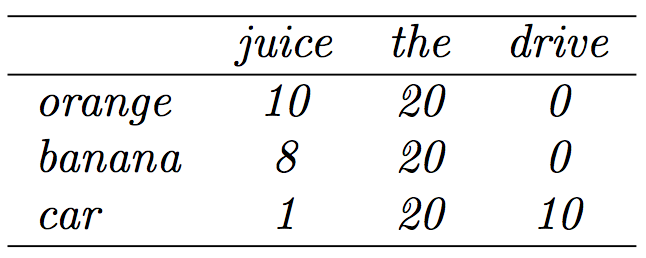 juice the drive
orange 10 20 0
banana 8 20 0
car 1 20 10